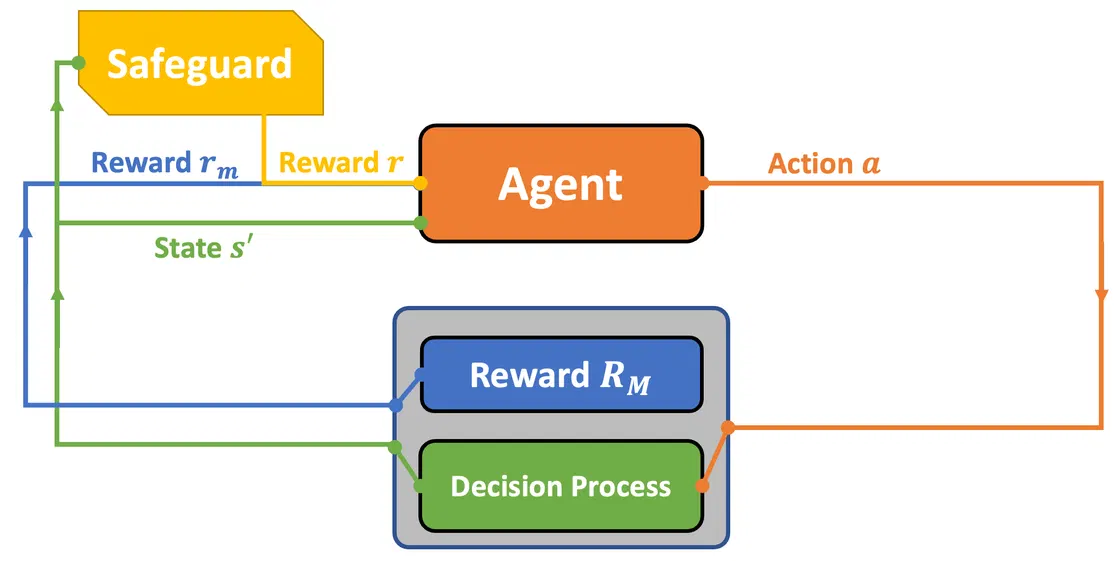 Safeguard
Reward r_m
Reward r
Agent
Action a
State s′
Reward R_M
Decision Process